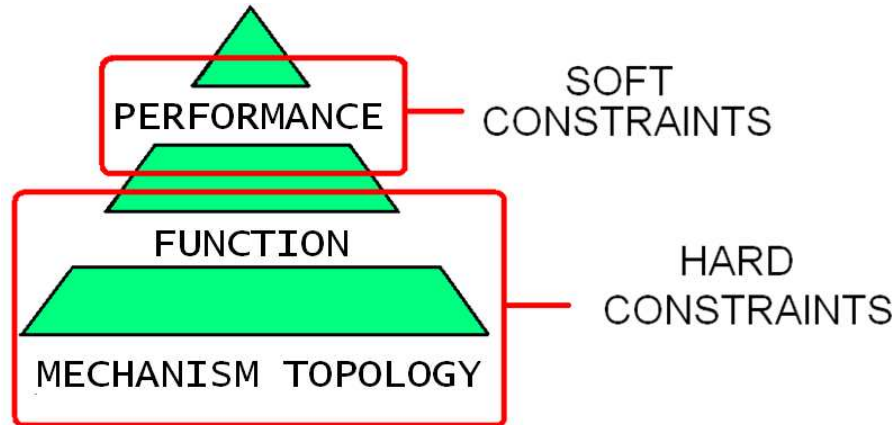 PERFORMANCE
SOFT
CONSTRAINTS
FUNCTION
HARD
CONSTRAINTS
MECHANISM TOPOLOGY